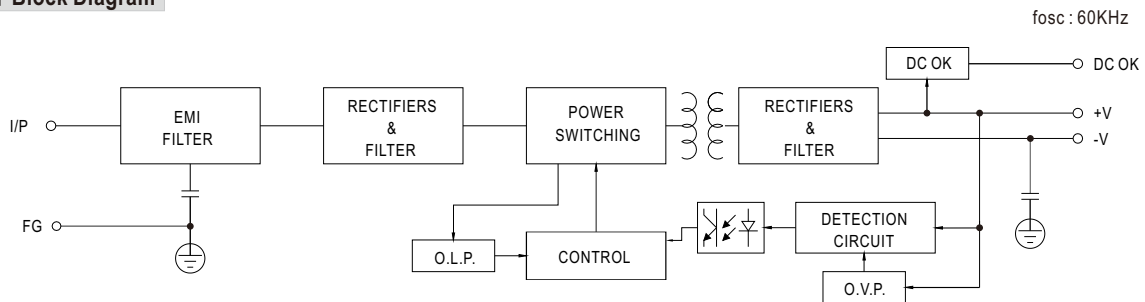 Block Diagram
fosc : 60KHz
DC OK
DC OK
I/P
EMI
FILTER
RECTIFIERS
&
FILTER
POWER
SWITCHING
RECTIFIERS
&
FILTER
+V
-V
FG
O.L.P.
CONTROL
DETECTION
CIRCUIT
O.V.P.